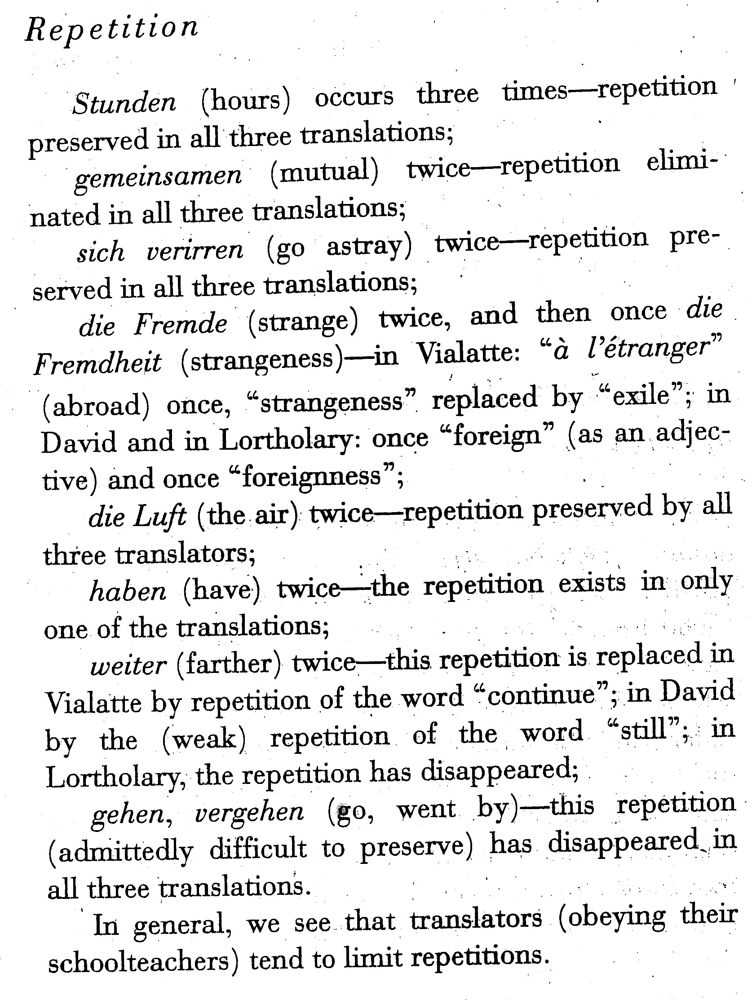 Repetition
Stunden (hours) occurs three times—repetition
preserved in all three translations;
gemeinsamen (mutual) twice—repetition elimi-
nated in all three translations;
sich verirren (go astray) twice—repetition pre-
served in all three translations;
die Fremde (strange) twice, and then once die
Fremdheit (strangeness)—in Vialatte: “à l’étranger”
(abroad) once, “strangeness” replaced by “exile”; in
David and in Lortholary: once “foreign” (as an adjec-
tive) and once “foreignness”;
die Luft (the air) twice—repetition preserved by all
three translators;
haben (have) twice—the repetition exists in only
one of the translations;
weiter (farther) twice—this repetition is replaced in
Vialatte by repetition of the word “continue”; in David
by the (weak) repetition of the word “still”; in
Lortholary, the repetition has disappeared;
gehen, vergehen (go, went by)—this repetition
(admittedly difficult to preserve) has disappeared in
all three translations.
In general, we see that translators (obeying their
schoolteachers) tend to limit repetitions.